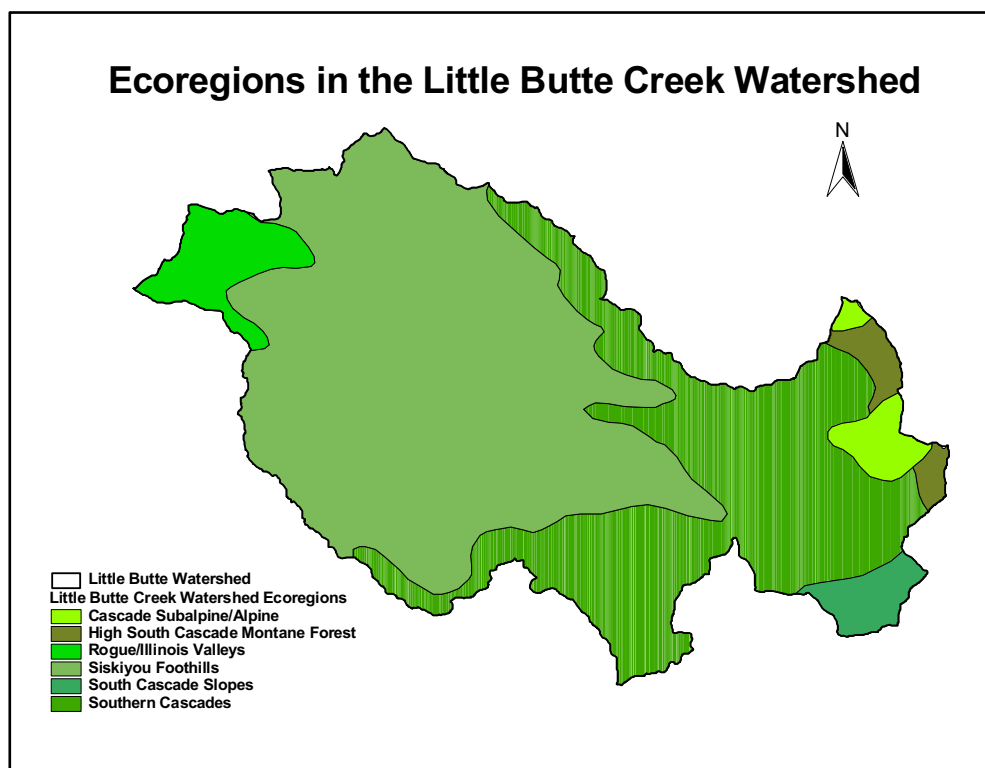 Ecoregions in the Little Butte Creek Watershed
N
Little Butte Watershed
Little Butte Creek Watershed Ecoregions
Cascade Subalpine/Alpine
High South Cascade Montane Forest
Rogue/Illinois Valleys
Siskiyou Foothills
South Cascade Slopes
Southern Cascades